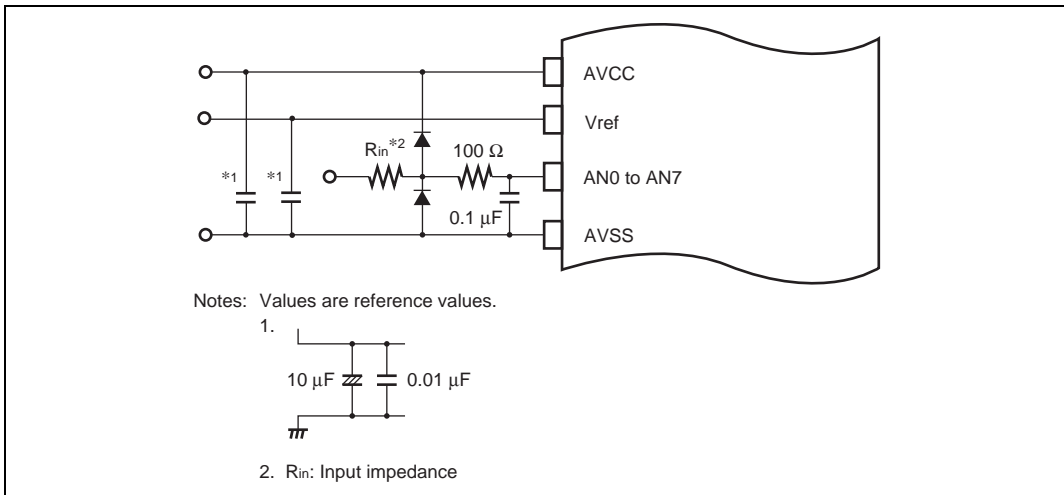 AVCC
Vref
Rin*2
100 Ω
*1
*1
AN0 to AN7
0.1 μF
AVSS
Notes: Values are reference values.
1.
10 μF
0.01 μF
2. Rin: Input impedance